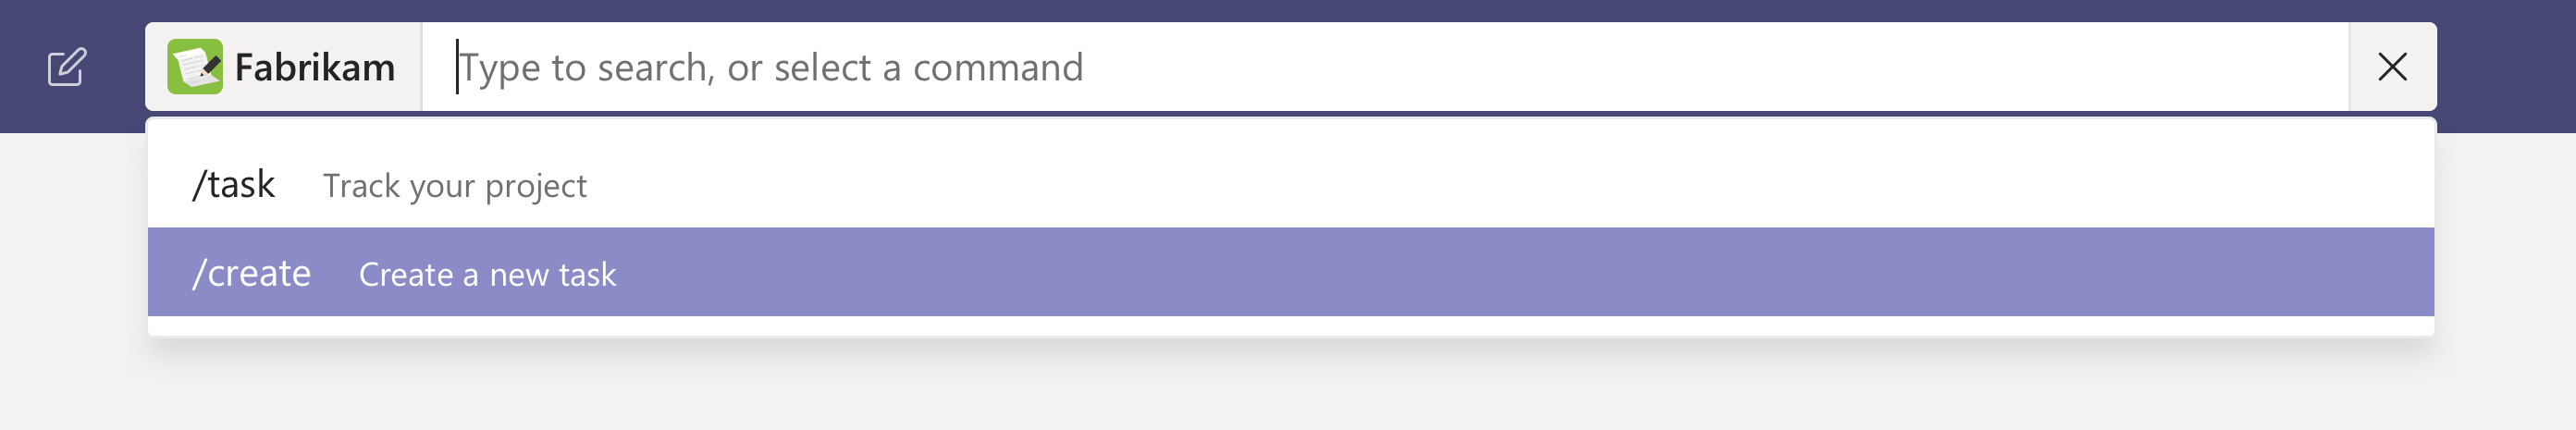 Fabrikam Type to search, or select a command
/task Track your project
/create Create a new task